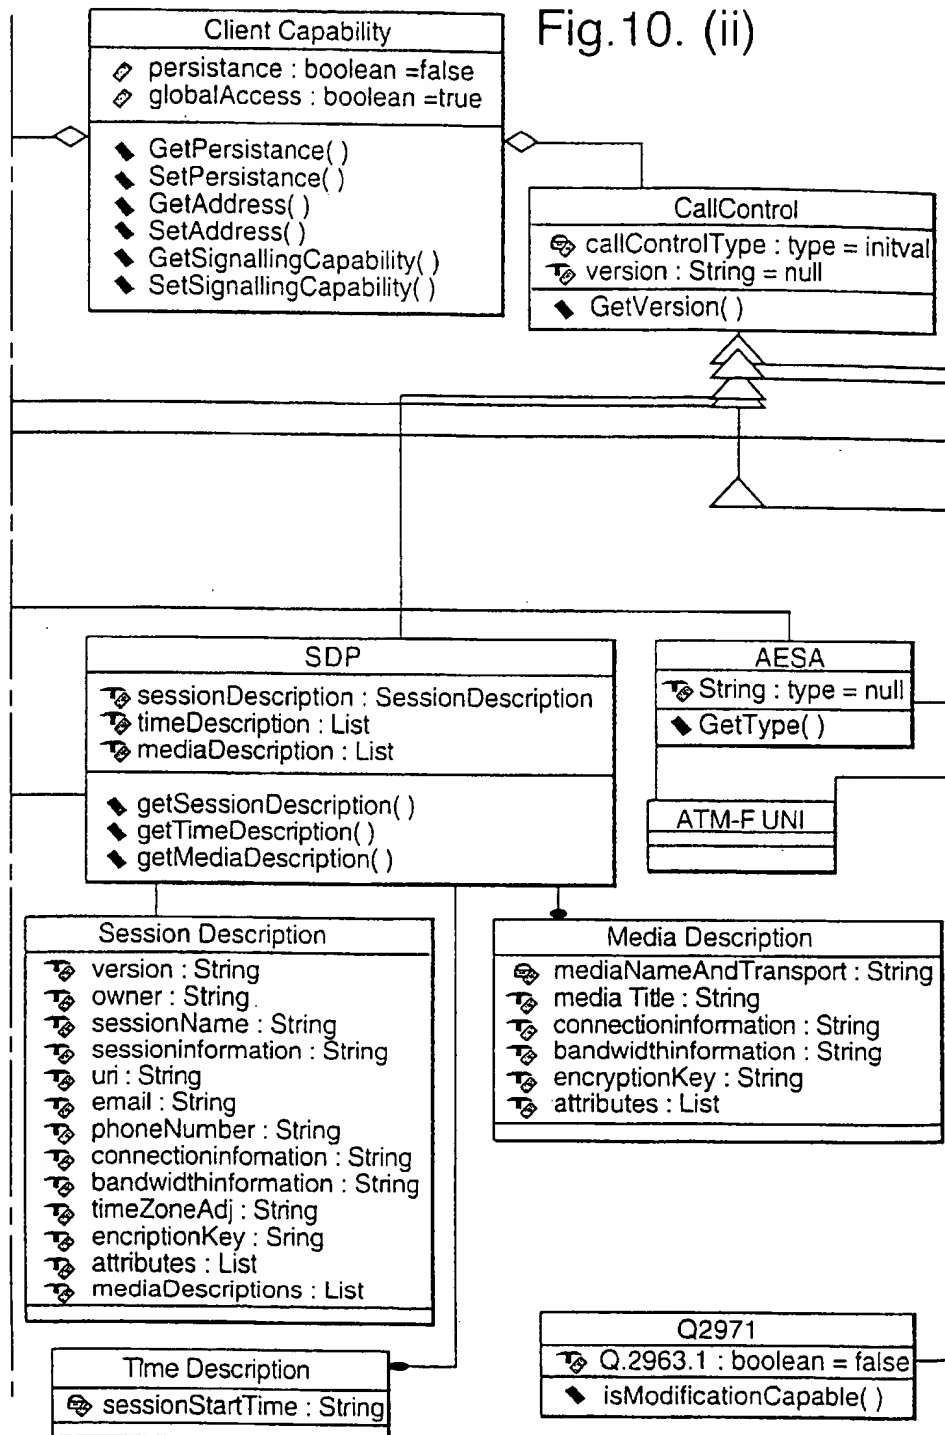 Fig.10. (ii)
Client Capability
persistance : boolean =false
globalAccess : boolean =true
GetPersistance( )
SetPersistance( )
GetAddress( )
SetAddress( )
GetSignallingCapability( )
SetSignallingCapability( )
CallControl
callControlType : type = initval
version : String = null
GetVersion( )
SDP
sessionDescription : SessionDescription
timeDescription : List
mediaDescription : List
getSessionDescription( )
getTimeDescription( )
getMediaDescription( )
AESA
String : type = null
GetType( )
ATM-F UNI
Session Description
version : String
owner : String
sessionName : String
sessioninformation : String
uri : String
email : String
phoneNumber : String
connectioninfomation : String
bandwidthinformation : String
timeZoneAdj : String
encriptionKey : Sring
attributes : List
mediaDescriptions : List
Media Description
mediaNameAndTransport : String
media Title : String
connectioninformation : String
bandwidthinformation : String
encryptionKey : String
attributes : List
Time Description
sessionStartTime : String
Q2971
Q.2963.1 : boolean = false
isModificationCapable( )